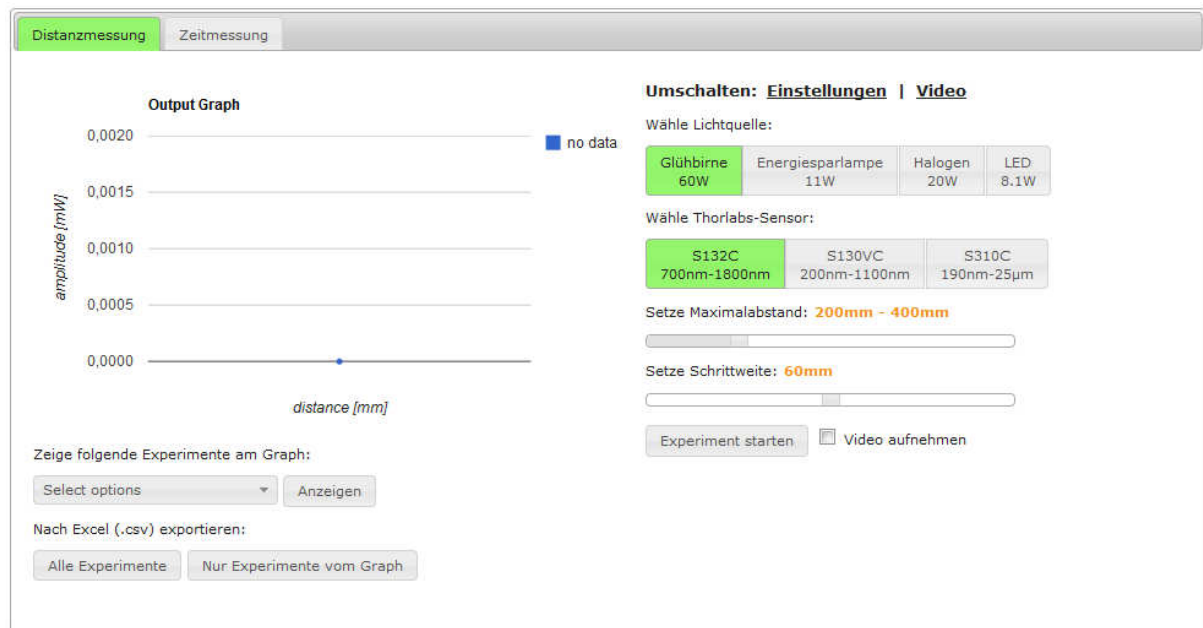 Distanzmessung
Zeitmessung
Output Graph
0,0020
0,0015
0,0010
0,0005
0,0000
amplitude [mW]
distance [mm]
no data
Zeige folgende Experimente am Graph:
Select options
Anzeigen
Nach Excel (.csv) exportieren:
Alle Experimente
Nur Experimente vom Graph
Umschalten: Einstellungen | Video
Wähle Lichtquelle:
Glühbirne
60W
Energiesparlampe
11W
Halogen
20W
LED
8.1W
Wähle Thorlabs-Sensor:
S132C
700nm-1800nm
S130VC
200nm-1100nm
S310C
190nm-25µm
Setze Maximalabstand: 200mm - 400mm
Setze Schrittweite: 60mm
Experiment starten
Video aufnehmen